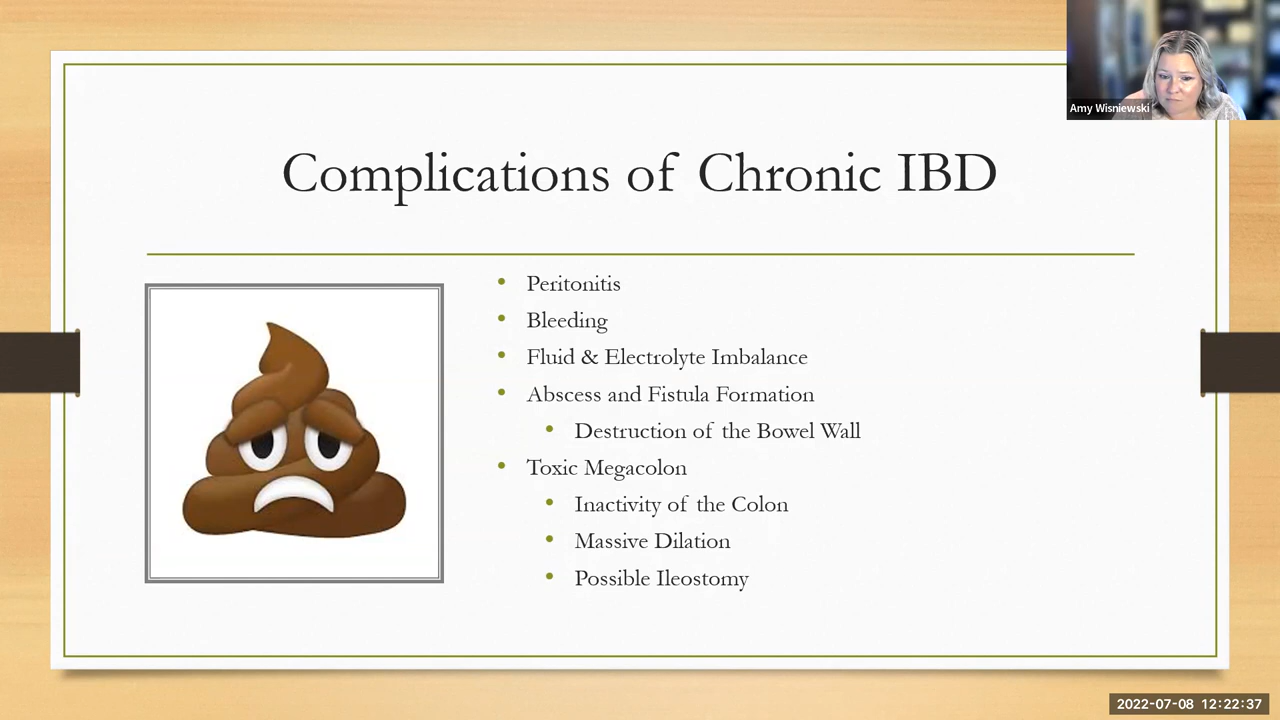 Amy Wisniewski
Complications of Chronic IBD
• Peritonitis
• Bleeding
• Fluid & Electrolyte Imbalance
• Abscess and Fistula Formation
• Destruction of the Bowel Wall
• Toxic Megacolon
• Inactivity of the Colon
• Massive Dilation
• Possible Ileostomy
2022-07-08 12:22:37